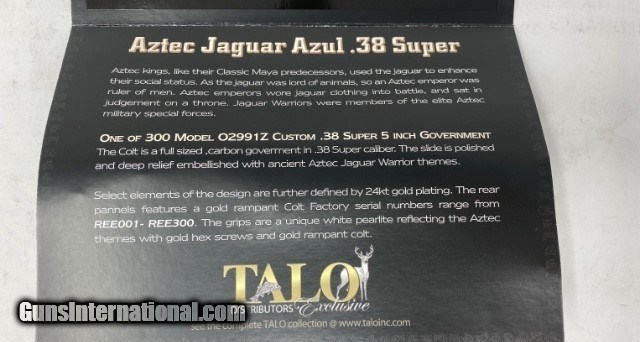 Aztec Jaguar Azul .38 Super
Aztec kings, like their Classic Maya predecessors, used the jaguar to enhance
their social status. As the jaguar was lord of animals, so an Aztec emperor was
ruler of men. Aztec emperors wore jaguar clothing into battle, and sat in
judgement on a throne. Jaguar Warriors were members of the elite Aztec
military special forces.
ONE OF 300 MODEL O2991Z CUSTOM .38 SUPER 5 INCH GOVERNMENT
The Colt is a full sized ,carbon goverment in .38 Super caliber. The slide is polished
and deep relief embellished with ancient Aztec Jaguar Warrior themes.
Select elements of the design are further defined by 24kt gold plating. The rear
pannels features a gold rampant Colt Factory serial numbers range from
REE001- REE300. The grips are a unique white pearlite reflecting the Aztec
themes with gold hex screws and gold rampant colt.
TALO
DISTRIBUTORS Exclusive
GunsInternational.com
see the complete TALO collection @ www.taloinc.com